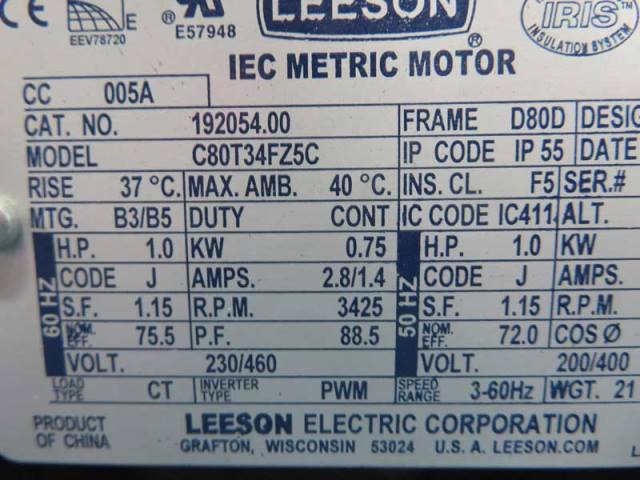 CE E UR LEESON ®
EEV78720 E57948 IRIS INSULATION SYSTEM
IEC METRIC MOTOR
CC 005A
CAT. NO. 192054.00 FRAME D80D DESIG
MODEL C80T34FZ5C IP CODE IP 55 DATE
RISE 37 °C. MAX. AMB. 40 °C. INS. CL. F5 SER.#
MTG. B3/B5 DUTY CONT IC CODE IC411 ALT.
60 HZ
H.P. 1.0 KW 0.75 H.P. 1.0 KW
CODE J AMPS. 2.8/1.4 CODE J AMPS.
S.F. 1.15 R.P.M. 3425 S.F. 1.15 R.P.M.
NOM. EFF. 75.5 P.F. 88.5 NOM. EFF. 72.0 COS Ø
50 HZ
VOLT. 230/460 VOLT. 200/400
LOAD TYPE CT INVERTER TYPE PWM SPEED RANGE 3-60Hz WGT. 21
PRODUCT OF CHINA
LEESON ELECTRIC CORPORATION
GRAFTON, WISCONSIN 53024 U.S.A. LEESON.COM